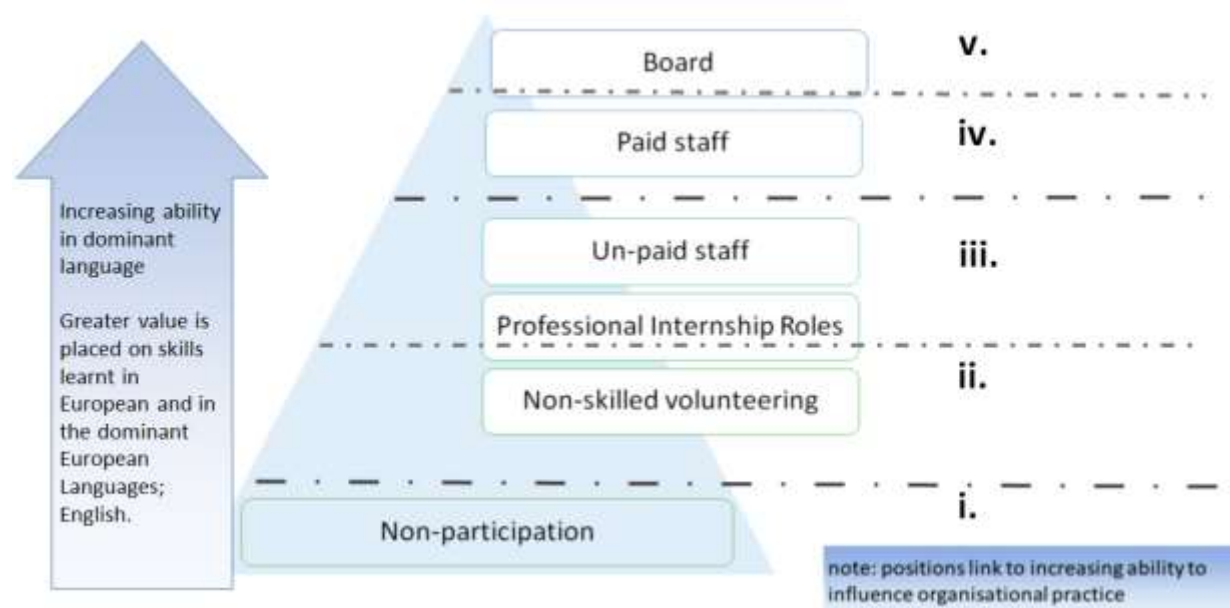 Increasing ability
in dominant
language
Greater value is
placed on skills
learnt in
European and in
the dominant
European
Languages;
English.
Board
v.
Paid staff
iv.
Un-paid staff
iii.
Professional Internship Roles
Non-skilled volunteering
ii.
Non-participation
i.
note: positions link to increasing ability to
influence organisational practice